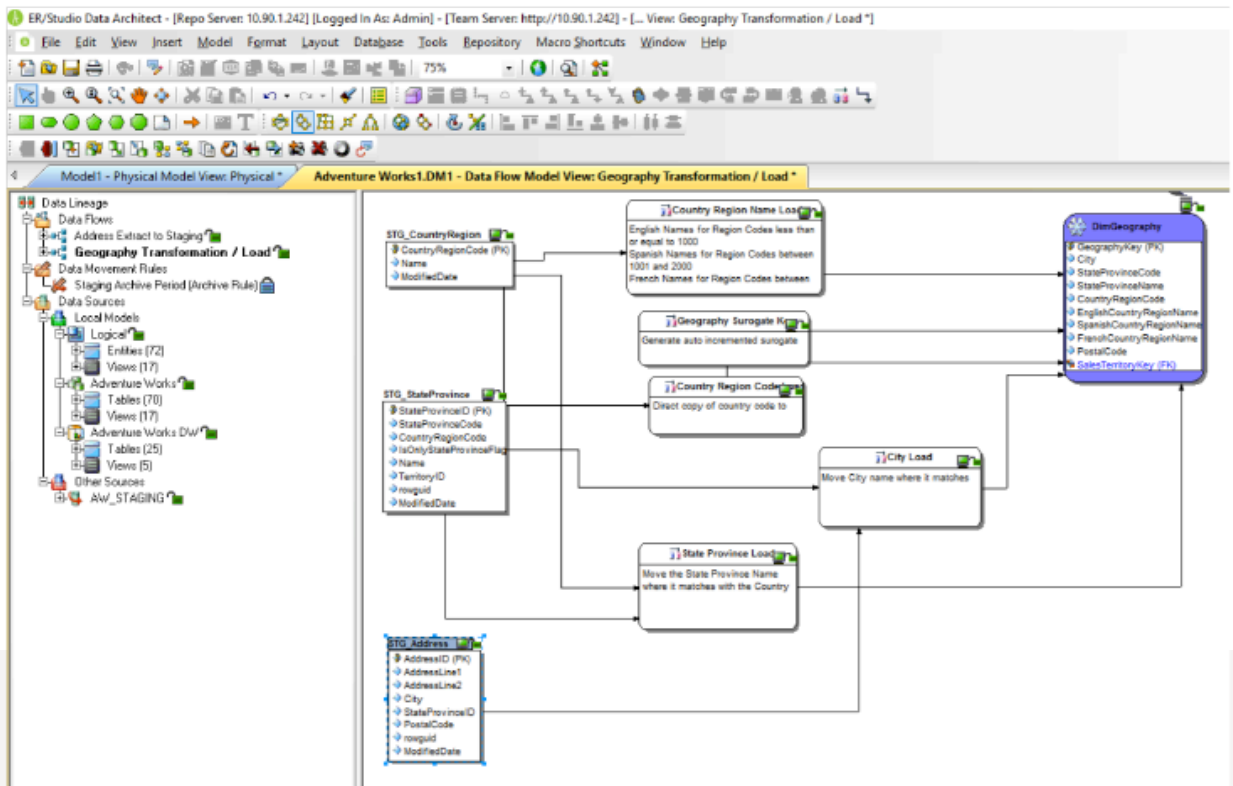 ER/Studio Data Architect - [Repo Server: 10.90.1.242] [Logged In As: Admin] - [Team Server: http://10.90.1.242] - [... View: Geography Transformation / Load *]
File Edit View Insert Model Format Layout Database Tools Repository Macro Shortcuts Window Help
75%
Model1 - Physical Model View: Physical *
Adventure Works1.DM1 - Data Flow Model View: Geography Transformation / Load *
Data Lineage
Data Flows
Address Extract to Staging
Geography Transformation / Load
Data Movement Rules
Staging Archive Period (Archive Rule)
Data Sources
Local Models
Logical
Entities (72)
Views (17)
Adventure Works
Tables (70)
Views (17)
Adventure Works DW
Tables (25)
Views (5)
Other Sources
AW_STAGING
STG_CountryRegion
CountryRegionCode (PK)
Name
ModifiedDate
STG_StateProvince
StateProvinceID (PK)
StateProvinceCode
CountryRegionCode
IsOnlyStateProvinceFlag
Name
TerritoryID
rowguid
ModifiedDate
STG_Address
AddressID (PK)
AddressLine1
AddressLine2
City
StateProvinceID
PostalCode
rowguid
ModifiedDate
Country Region Name Load
English Names for Region Codes less than
or equal to 1000
Spanish Names for Region Codes between
1001 and 2000
French Names for Region Codes between
Geography Surogate
Generate auto incremented surogate
Country Region Code
Direct copy of country code to
City Load
Move City name where it matches
State Province Load
Move the State Province Name
where it matches with the Country
DimGeography
GeographyKey (PK)
City
StateProvinceCode
StateProvinceName
CountryRegionCode
EnglishCountryRegionName
SpanishCountryRegionName
FrenchCountryRegionName
PostalCode
SalesTerritoryKey (FK)